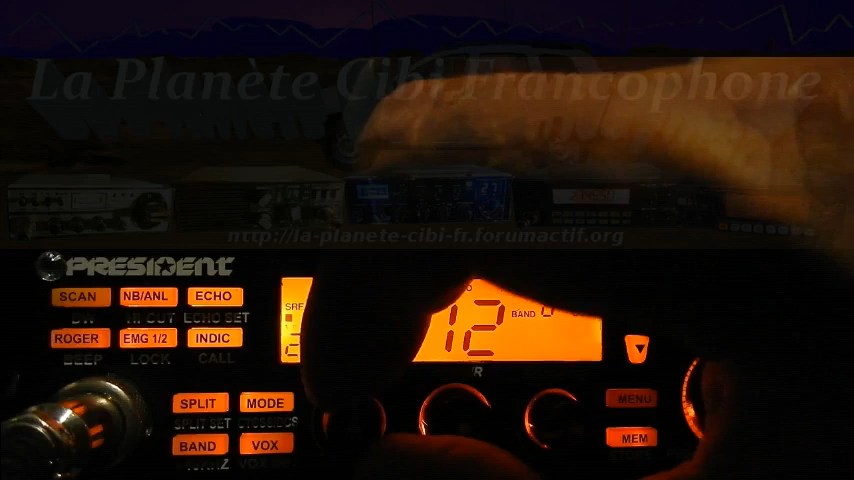 La Planète Cibi Francophone
http://la-planete-cibi-fr.forumactif.org
PRESIDENT
SCAN NB/ANL ECHO
DW HI CUT ECHO SET
ROGER EMG 1/2 INDIC
BEEP LOCK CALL
SRF
12 BAND
SPLIT MODE
SPLIT SET
BAND VOX
MENU
MEM